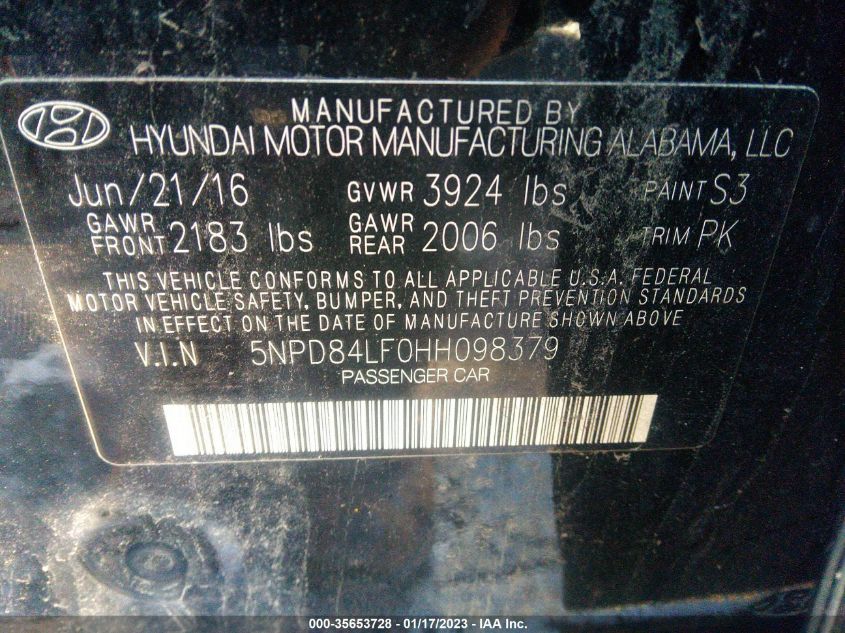 MANUFACTURED BY
HYUNDAI MOTOR MANUFACTURING ALABAMA, LLC
Jun/21/16 GVWR 3924 lbs PAINT S3
GAWR FRONT 2183 lbs GAWR REAR 2006 lbs TRIM PK
THIS VEHICLE CONFORMS TO ALL APPLICABLE U.S.A. FEDERAL
MOTOR VEHICLE SAFETY, BUMPER, AND THEFT PREVENTION STANDARDS
IN EFFECT ON THE DATE OF MANUFACTURE SHOWN ABOVE
V.I.N 5NPD84LF0HH098379
PASSENGER CAR
000-35653728 - 01/17/2023 - IAA Inc.